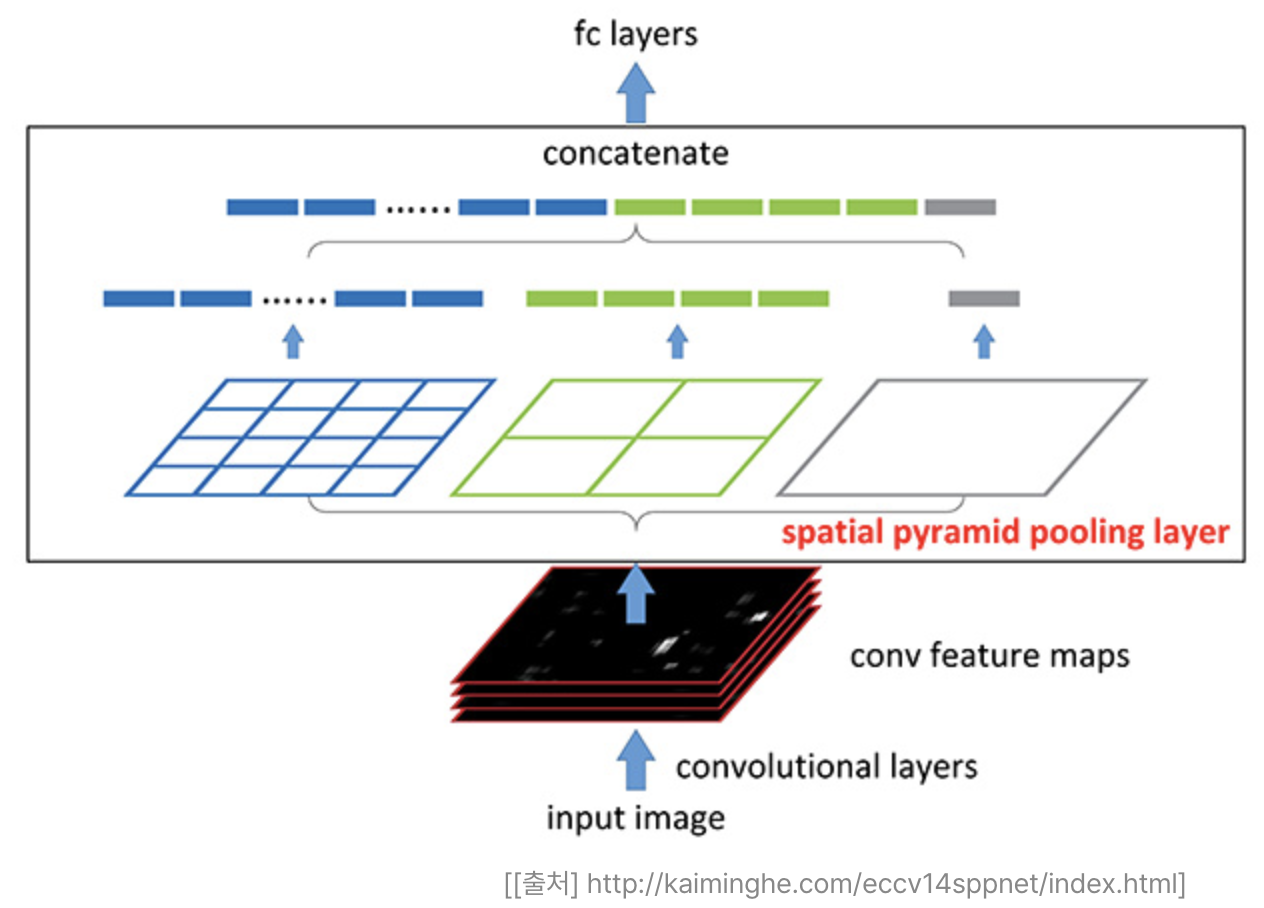 fc layers
concatenate
......
......
spatial pyramid pooling layer
conv feature maps
convolutional layers
input image
[[출처] http://kaiminghe.com/eccv14sppnet/index.html]